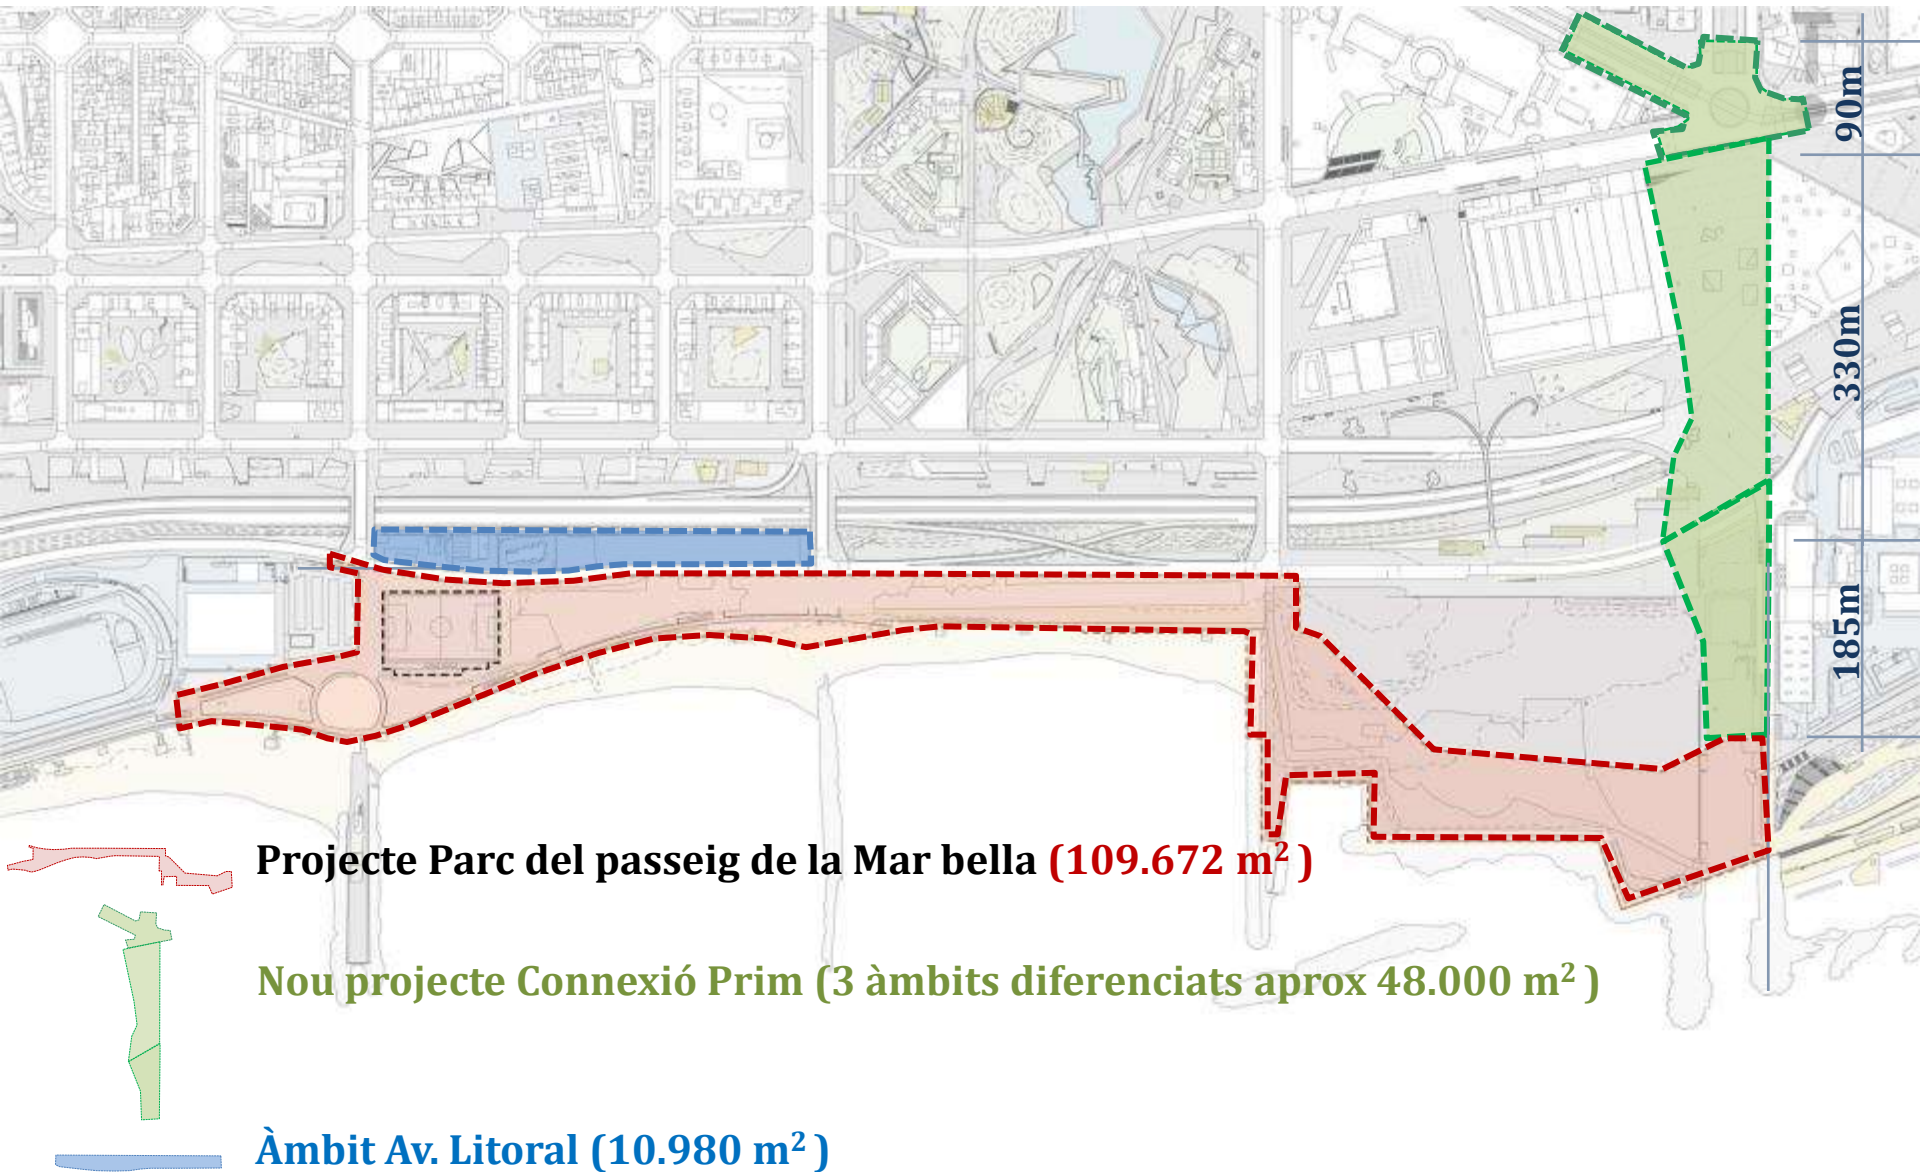 90m
330m
185m
Projecte Parc del passeig de la Mar bella (109.672 m²)
Nou projecte Connexió Prim (3 àmbits diferenciats aprox 48.000 m²)
Àmbit Av. Litoral (10.980 m²)